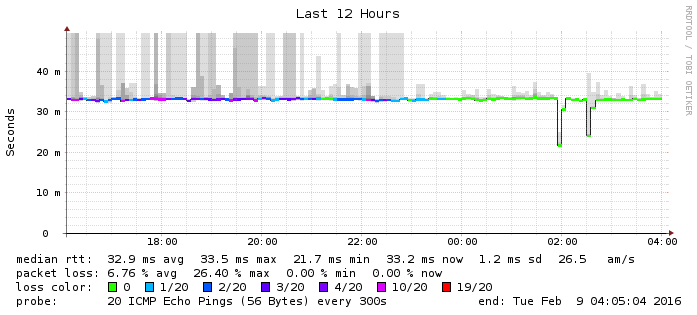 Last 12 Hours
RRDTOOL / TOBI OETIKER
Seconds
40 m
30 m
20 m
10 m
0
18:00 20:00 22:00 00:00 02:00 04:00
median rtt: 32.9 ms avg 33.5 ms max 21.7 ms min 33.2 ms now 1.2 ms sd 26.5 am/s
packet loss: 6.76 % avg 26.40 % max 0.00 % min 0.00 % now
loss color: 0 1/20 2/20 3/20 4/20 10/20 19/20
probe: 20 ICMP Echo Pings (56 Bytes) every 300s end: Tue Feb 9 04:05:04 2016